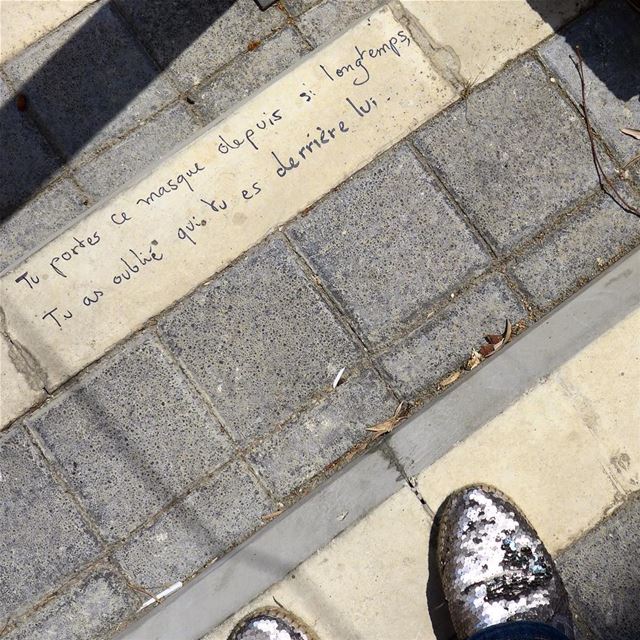 Tu portes ce masque depuis si longtemps,
Tu as oublié qui tu es derrière lui.